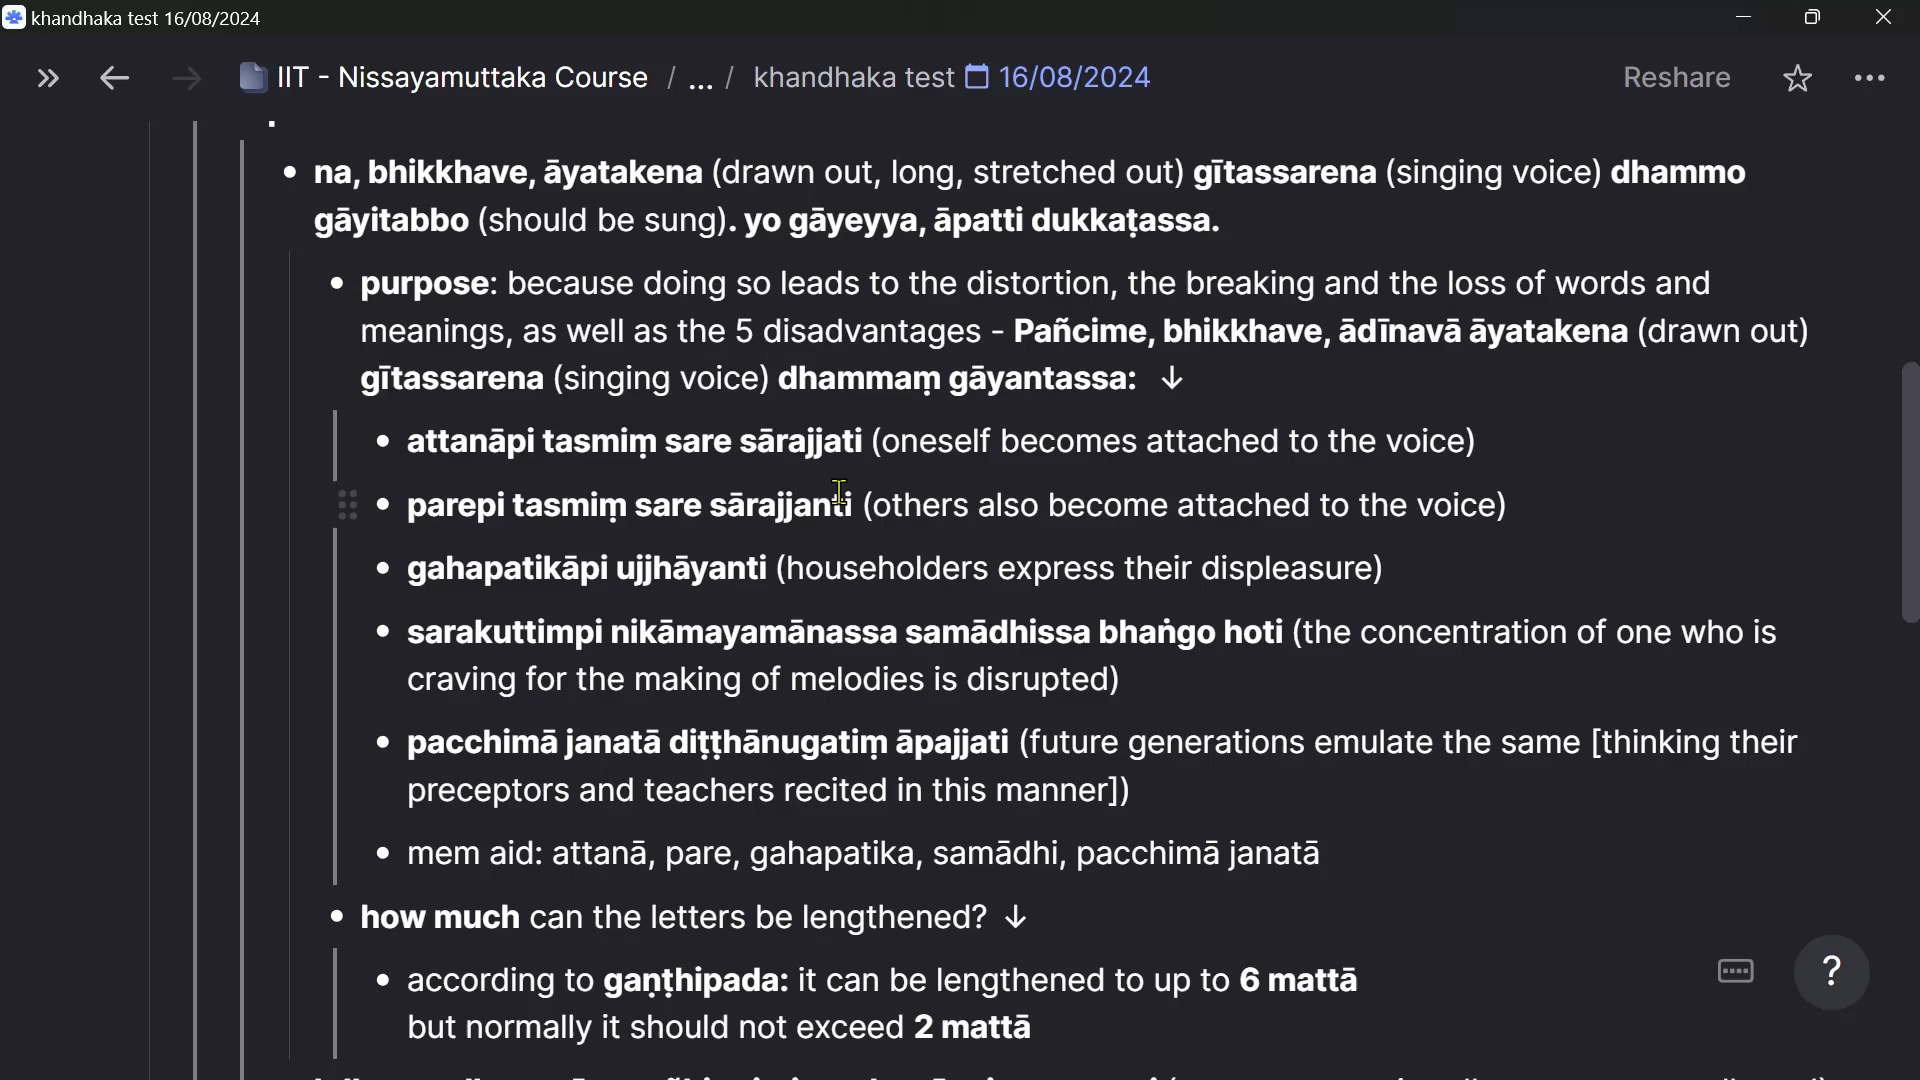 khandhaka test 16/08/2024
IIT - Nissayamuttaka Course / ... / khandhaka test 16/08/2024 Reshare
na, bhikkhave, āyatakena (drawn out, long, stretched out) gītassarena (singing voice) dhammo
gāyitabbo (should be sung). yo gāyeyya, āpatti dukkaṭassa.
purpose: because doing so leads to the distortion, the breaking and the loss of words and
meanings, as well as the 5 disadvantages - Pañcime, bhikkhave, ādīnavā āyatakena (drawn out)
gītassarena (singing voice) dhammaṃ gāyantassa: ↓
attanāpi tasmiṃ sare sārajjati (oneself becomes attached to the voice)
parepi tasmiṃ sare sārajjanti (others also become attached to the voice)
gahapatikāpi ujjhāyanti (householders express their displeasure)
sarakuttimpi nikāmayamānassa samādhissa bhaṅgo hoti (the concentration of one who is
craving for the making of melodies is disrupted)
pacchimā janatā diṭṭhānugatiṃ āpajjati (future generations emulate the same [thinking their
preceptors and teachers recited in this manner])
mem aid: attanā, pare, gahapatika, samādhi, pacchimā janatā
how much can the letters be lengthened? ↓
according to gaṇṭhipada: it can be lengthened to up to 6 mattā
but normally it should not exceed 2 mattā
?